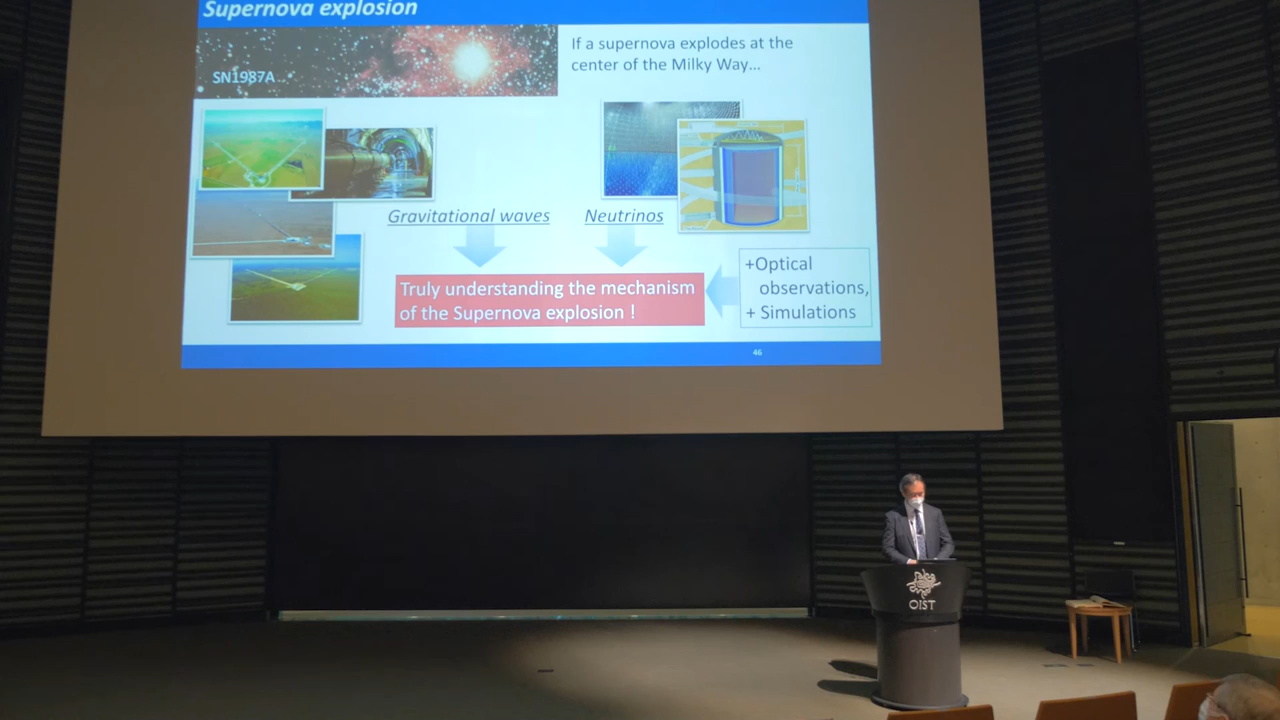 Supernova explosion
SN1987A
If a supernova explodes at the
center of the Milky Way...
Gravitational waves
Neutrinos
Truly understanding the mechanism
of the Supernova explosion !
+Optical
observations,
+ Simulations
46
OIST